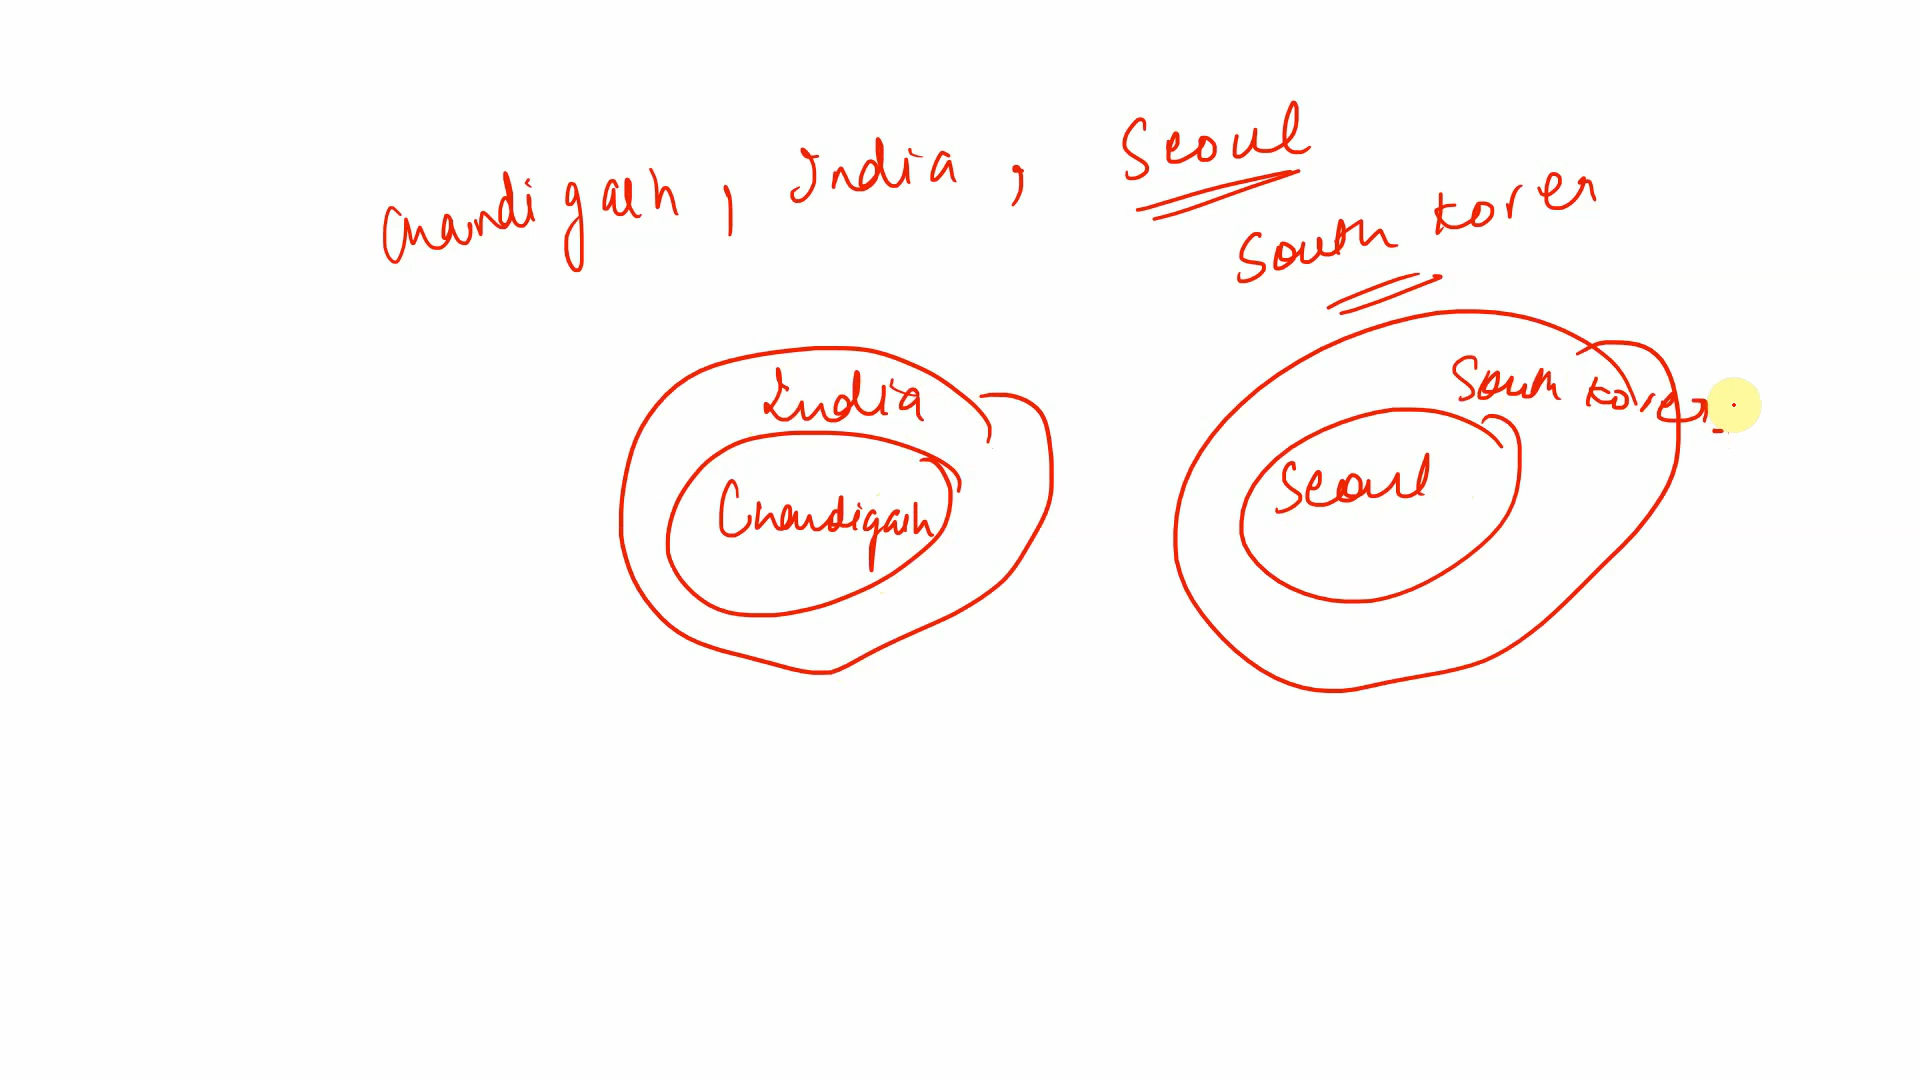 Chandigarh, India, Seoul
South Korea
India
Chandigarh
South Korea
Seoul